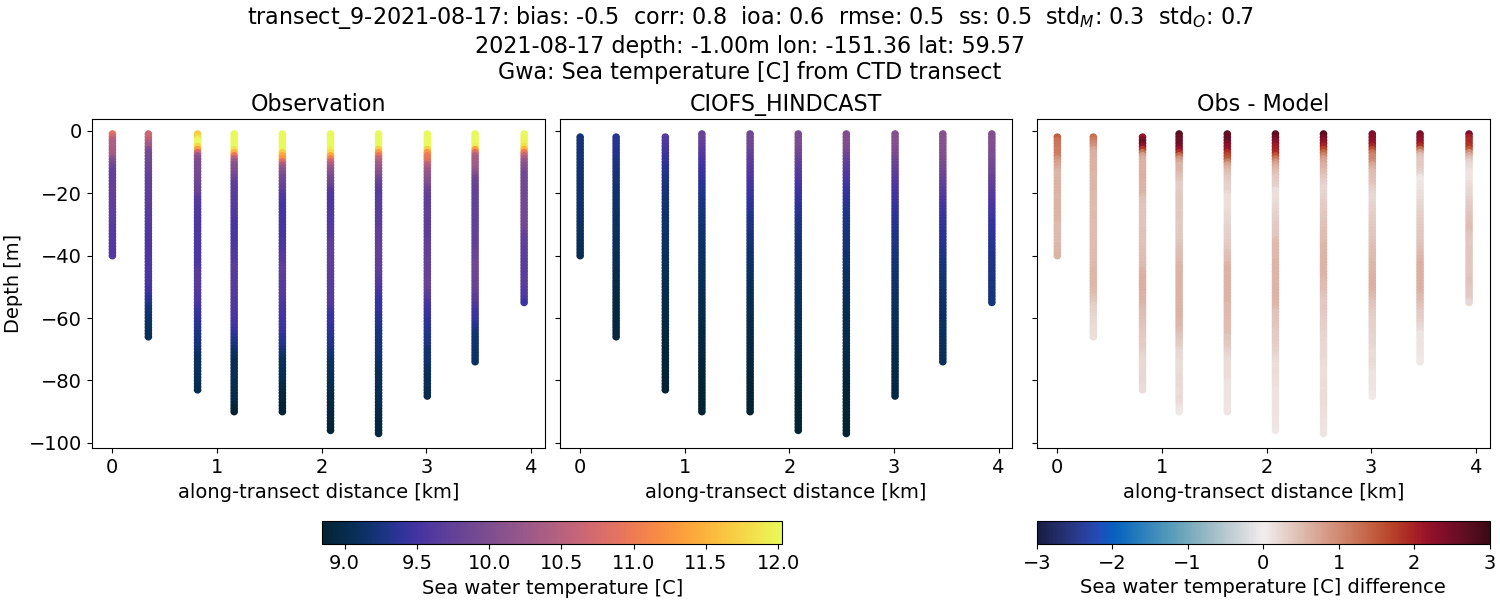 transect_9-2021-08-17: bias: -0.5 corr: 0.8 ioa: 0.6 rmse: 0.5 ss: 0.5 std_M: 0.3 std_O: 0.7
2021-08-17 depth: -1.00m lon: -151.36 lat: 59.57
Gwa: Sea temperature [C] from CTD transect
Observation CIOFS_HINDCAST Obs - Model
Depth [m]
0
−20
−40
−60
−80
−100
0 1 2 3 4 0 1 2 3 4 0 1 2 3 4
along-transect distance [km] along-transect distance [km] along-transect distance [km]
9.0 9.5 10.0 10.5 11.0 11.5 12.0 −3 −2 −1 0 1 2 3
Sea water temperature [C] Sea water temperature [C] difference